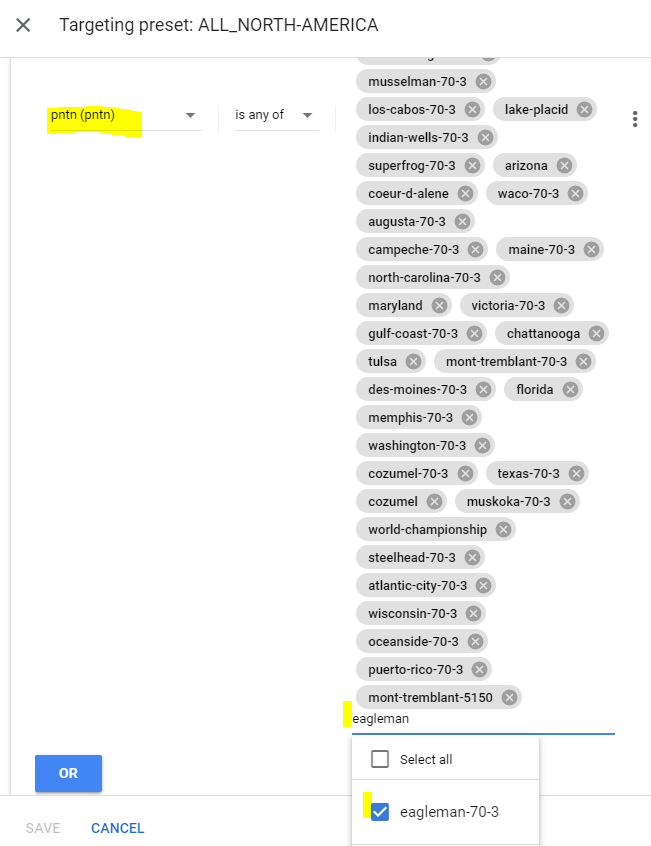 Targeting preset: ALL_NORTH-AMERICA
musselman-70-3
pntn (pntn) is any of los-cabos-70-3 lake-placid
indian-wells-70-3
superfrog-70-3 arizona
coeur-d-alene waco-70-3
augusta-70-3
campeche-70-3 maine-70-3
north-carolina-70-3
maryland victoria-70-3
gulf-coast-70-3 chattanooga
tulsa mont-tremblant-70-3
des-moines-70-3 florida
memphis-70-3
washington-70-3
cozumel-70-3 texas-70-3
cozumel muskoka-70-3
world-championship
steelhead-70-3
atlantic-city-70-3
wisconsin-70-3
oceanside-70-3
puerto-rico-70-3
mont-tremblant-5150
eagleman
Select all
OR
eagleman-70-3
SAVE CANCEL